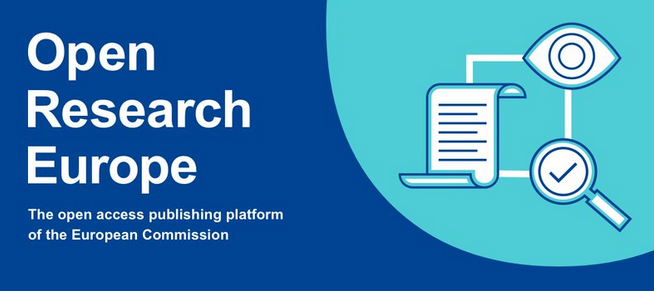 Open
Research
Europe
The open access publishing platform
of the European Commission